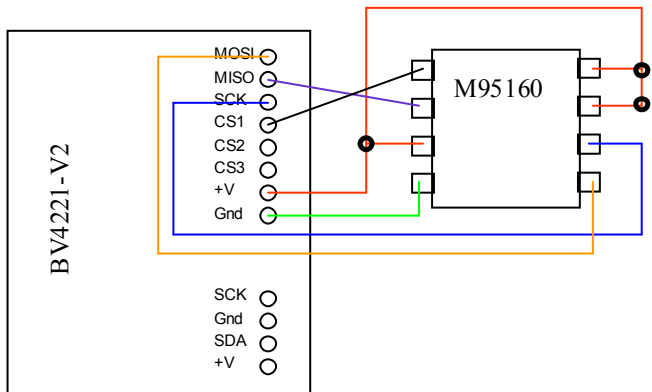 BV4221-V2
MOSI
MISO
SCK
CS1
CS2
CS3
+V
Gnd
SCK
Gnd
SDA
+V
M95160